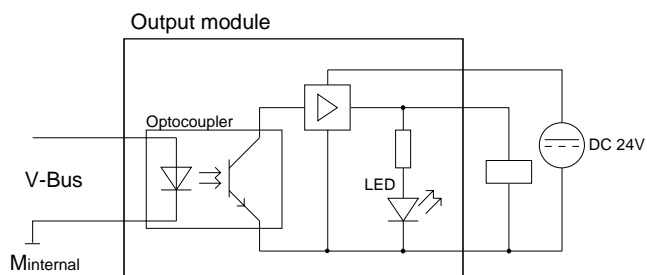 Output module
Optocoupler
V-Bus
LED
DC 24V
Minternal